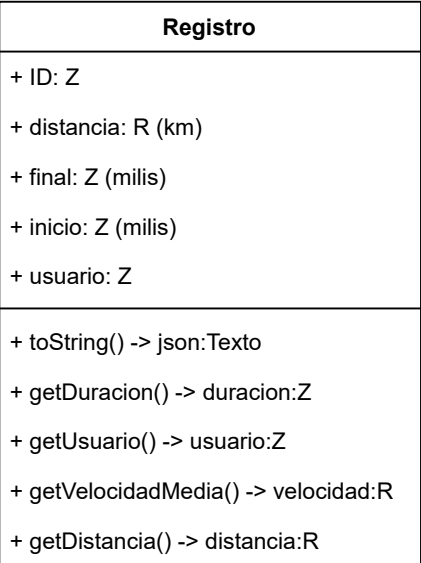 Registro
+ ID: Z
+ distancia: R (km)
+ final: Z (milis)
+ inicio: Z (milis)
+ usuario: Z
+ toString() -> json:Texto
+ getDuracion() -> duracion:Z
+ getUsuario() -> usuario:Z
+ getVelocidadMedia() -> velocidad:R
+ getDistancia() -> distancia:R